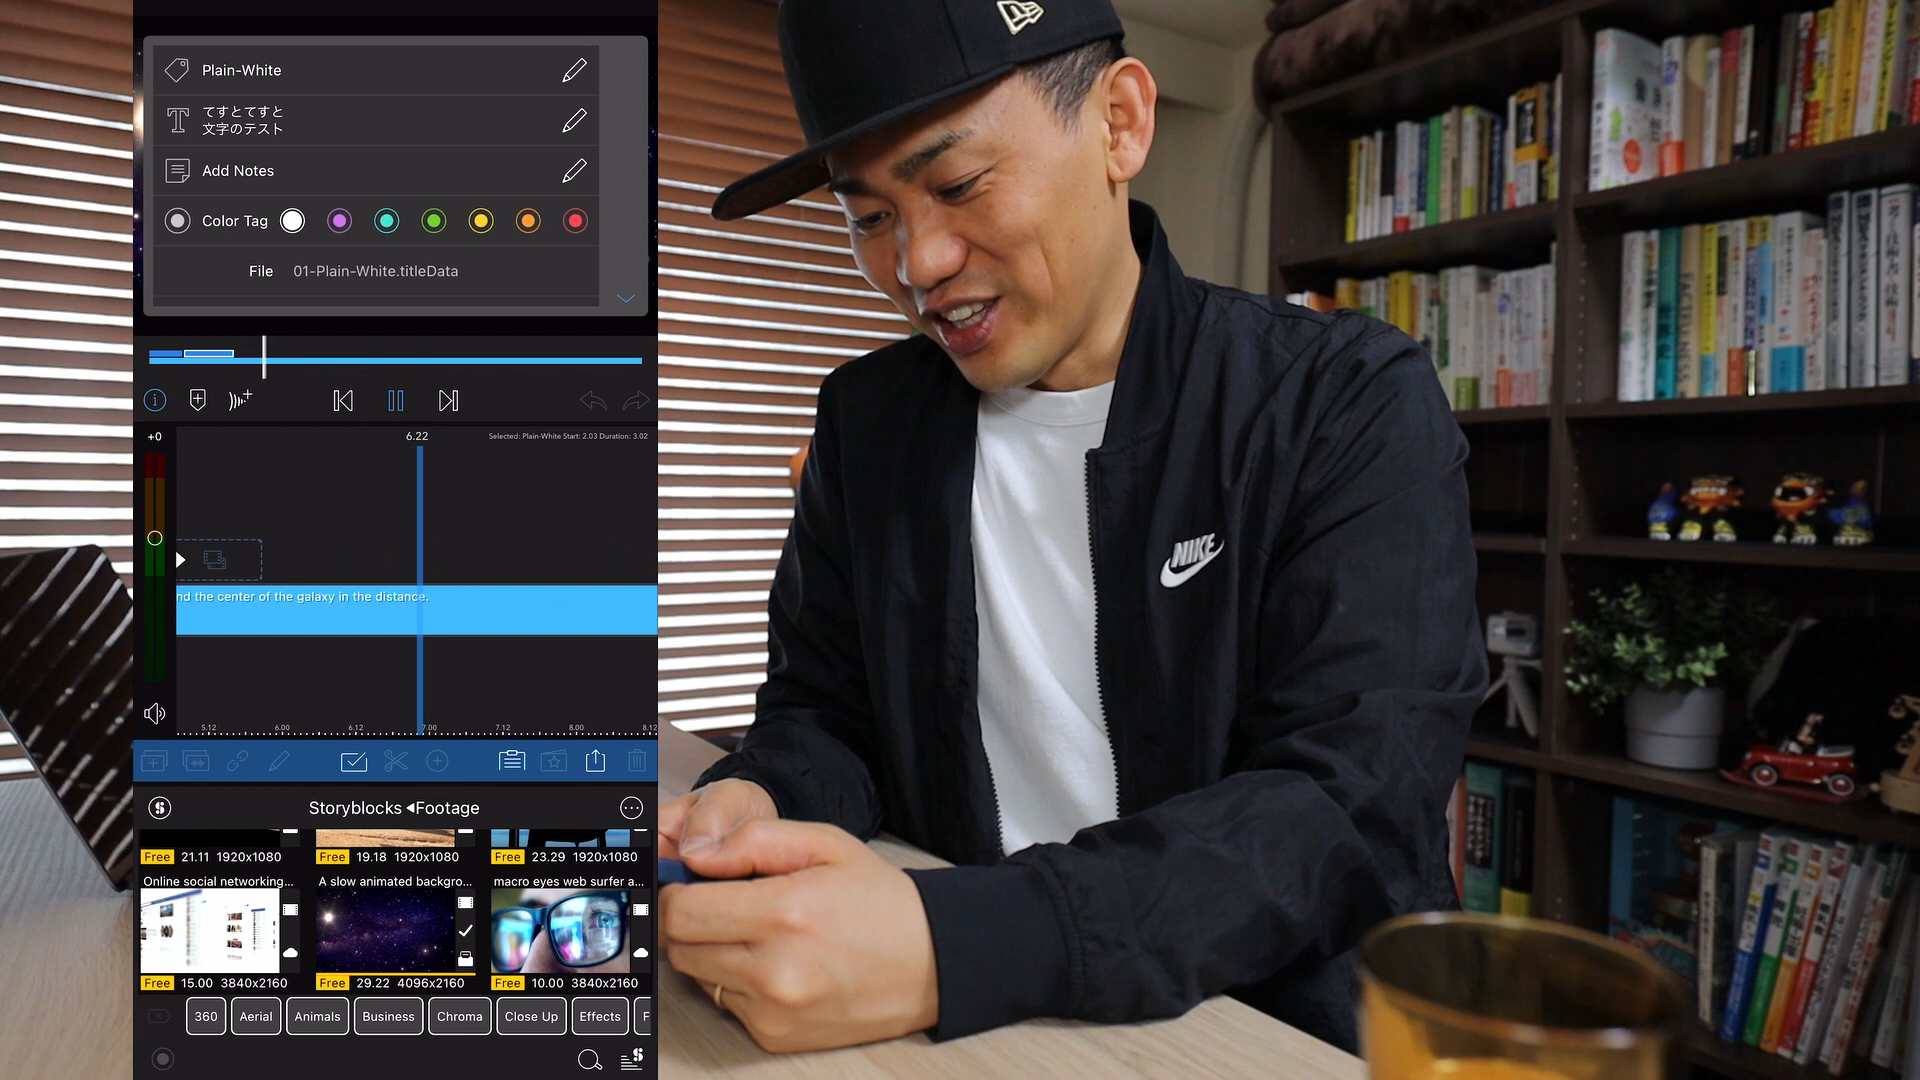 Plain-White
てすとてすと
文字のテスト
Add Notes
Color Tag
File 01-Plain-White.titleData
+0
6.22
Selected: Plain-White Start: 2.03 Duration: 3.02
nd the center of the galaxy in the distance.
5.12 6.00 6.12 7.00 7.12 8.00 8.12
Storyblocks ◂Footage
Free 21.11 1920x1080
Free 19.18 1920x1080
Free 23.29 1920x1080
Online social networking...
A slow animated backgro...
macro eyes web surfer a...
Free 15.00 3840x2160
Free 29.22 4096x2160
Free 10.00 3840x2160
360
Aerial
Animals
Business
Chroma
Close Up
Effects
F
NIKE